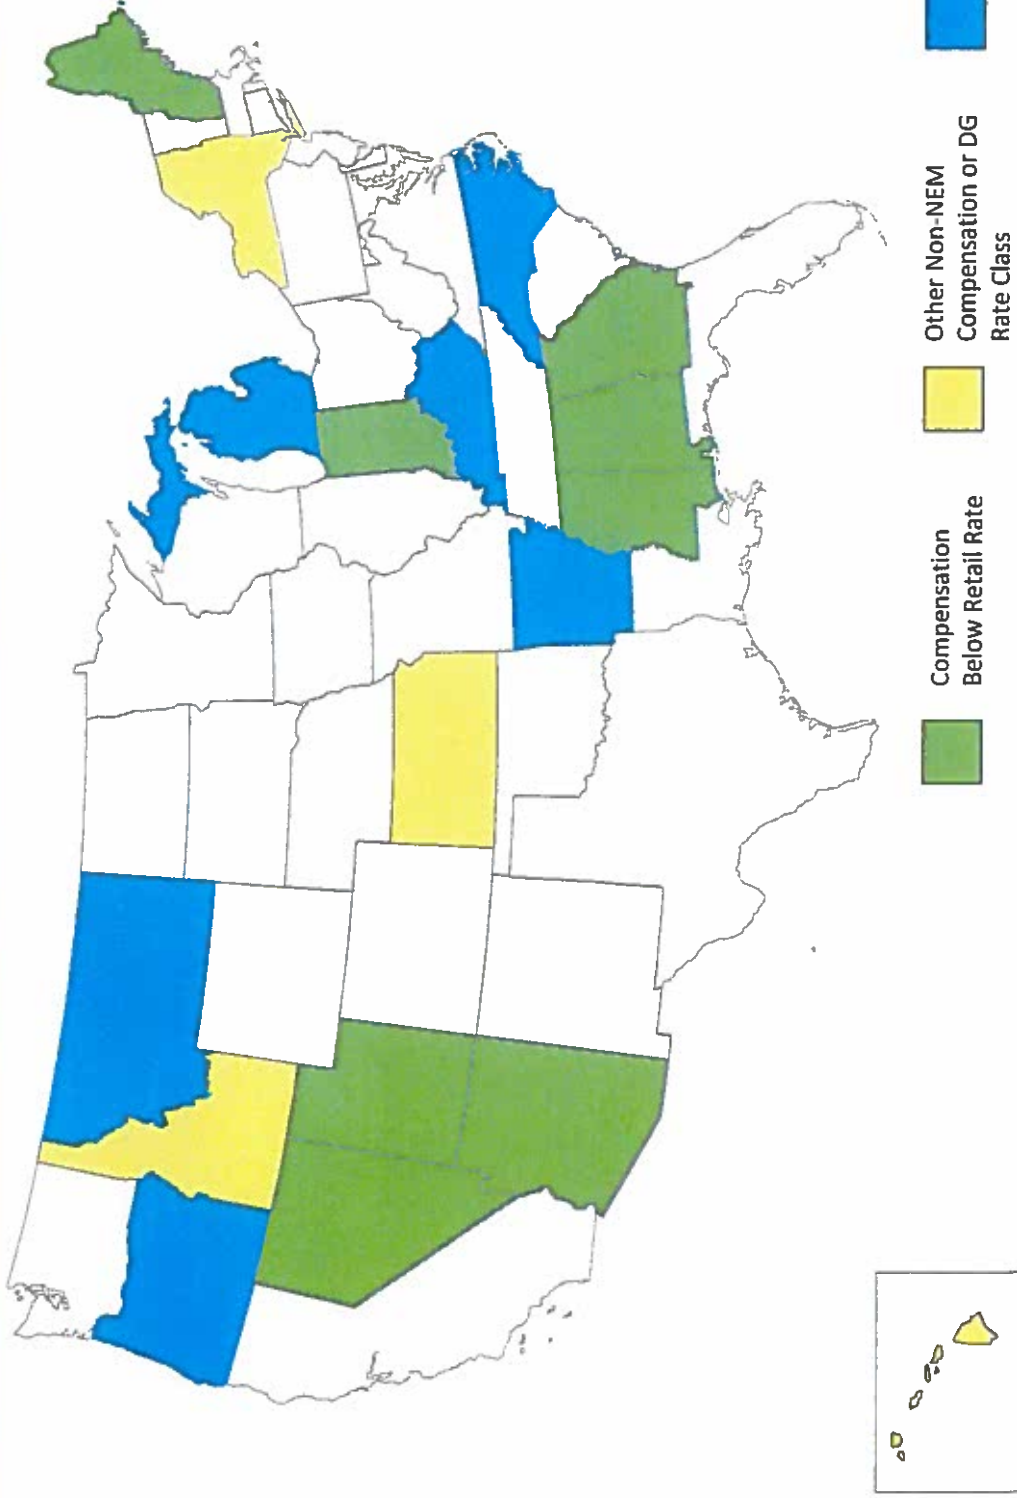 Compensation
Below Retail Rate
Other Non-NEM
Compensation or DG
Rate Class